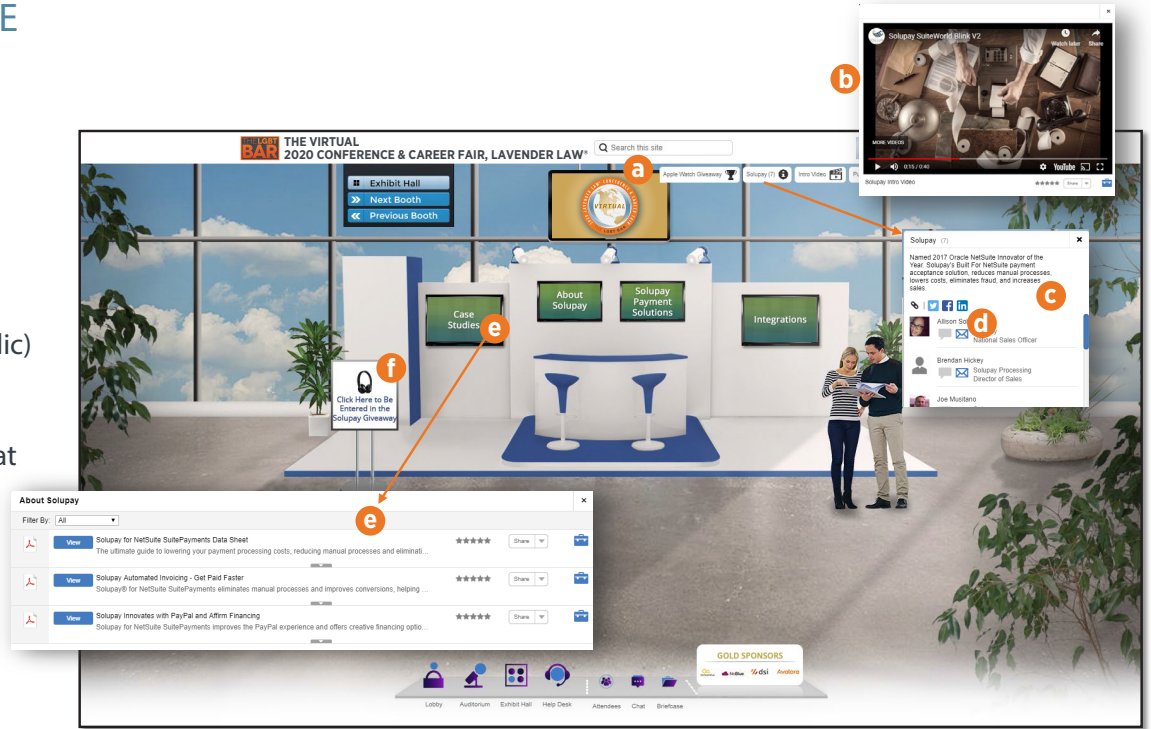 E
lic)
at
THE LGBT
BAR
THE VIRTUAL
2020 CONFERENCE & CAREER FAIR, LAVENDER LAW®
Search this site
a
Apple Watch Giveaway
Solupay (7)
Intro Video
Exhibit Hall
Next Booth
Previous Booth
VIRTUAL
b
Solupay SuiteWorld Blink V2
Watch later
Share
MORE VIDEOS
0:15 / 0:40
YouTube
Solupay Intro Video
Share
Solupay (7)
Named 2017 Oracle NetSuite Innovator of the
Year. Solupay's Built For NetSuite payment
acceptance solution, reduces manual processes,
lowers costs, eliminates fraud, and increases
sales.
c
d
Allison
National Sales Officer
Brendan Hickey
Solupay Processing
Director of Sales
Joe Musitano
Case
Studies
e
About
Solupay
Solupay
Payment
Solutions
Integrations
f
Click Here to Be
Entered in the
Solupay Giveaway
About Solupay
Filter By: All
e
View
Solupay for NetSuite SuitePayments Data Sheet
Share
The ultimate guide to lowering your payment processing costs, reducing manual processes and eliminati...
View
Solupay Automated Invoicing - Get Paid Faster
Share
Solupay® for NetSuite SuitePayments eliminates manual processes and improves conversions, helping ...
View
Solupay Innovates with PayPal and Affirm Financing
Share
Solupay for NetSuite SuitePayments improves the PayPal experience and offers creative financing optio...
GOLD SPONSORS
dsi
Avalara
Lobby
Auditorium
Exhibit Hall
Help Desk
Attendees
Chat
Briefcase